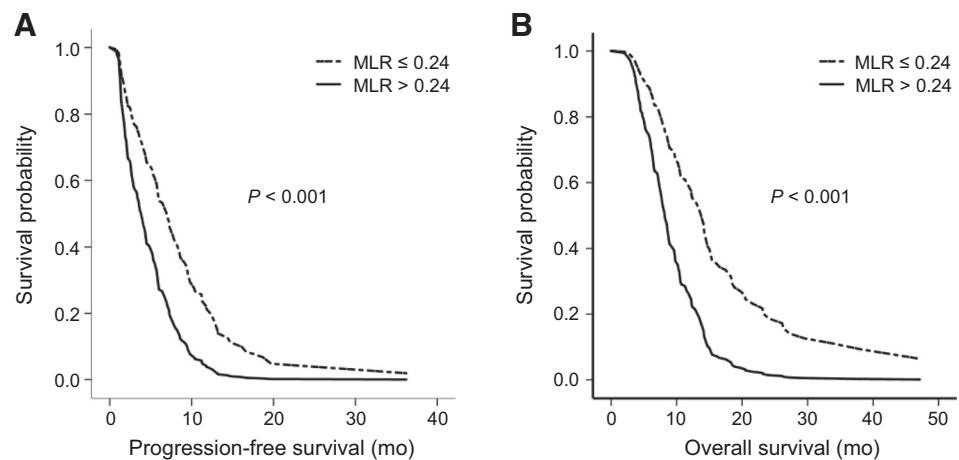 A
Survival probability
1.0
0.8
0.6
0.4
0.2
0.0
MLR ≤ 0.24
MLR > 0.24
P < 0.001
0 10 20 30 40
Progression-free survival (mo)
B
Survival probability
1.0
0.8
0.6
0.4
0.2
0.0
MLR ≤ 0.24
MLR > 0.24
P < 0.001
0 10 20 30 40 50
Overall survival (mo)